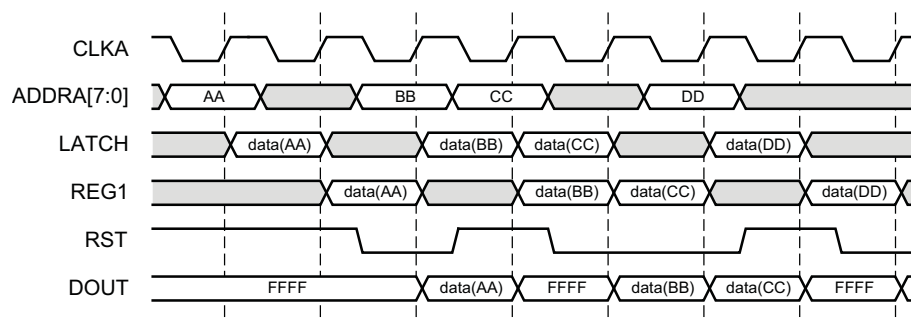 CLKA
ADDRA[7:0] AA BB CC DD
LATCH data(AA) data(BB) data(CC) data(DD)
REG1 data(AA) data(BB) data(CC) data(DD)
RST
DOUT FFFF data(AA) FFFF data(BB) data(CC) FFFF